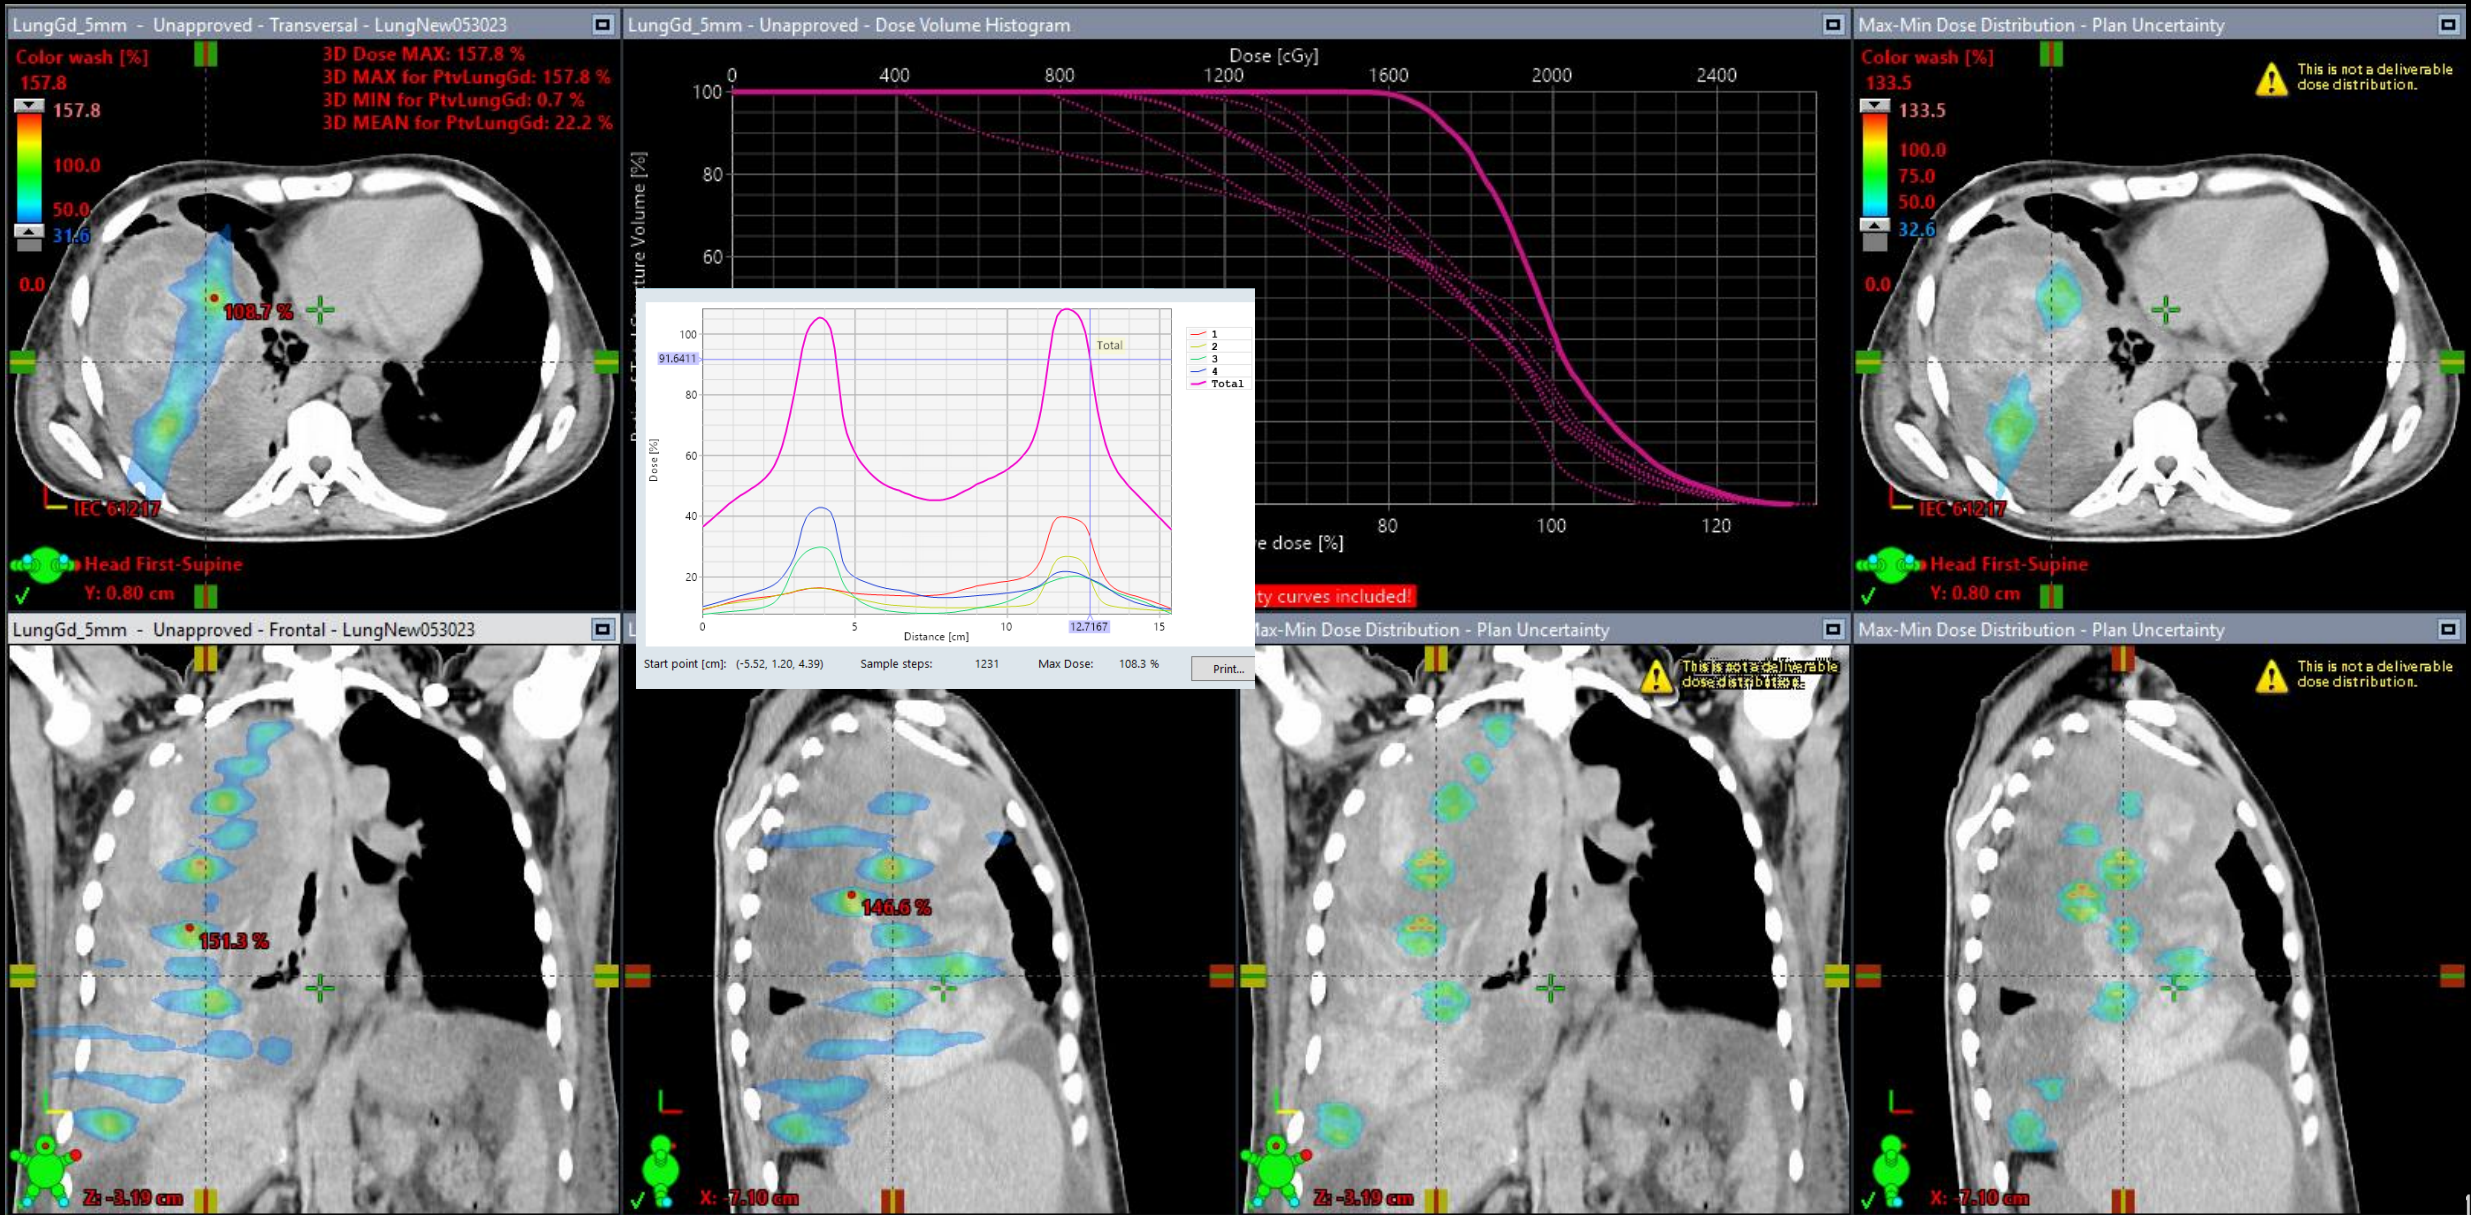 LungGd_5mm - Unapproved - Transversal - LungNew053023
Color wash [%]
157.8
157.8
100.0
50.0
31.6
0.0
3D Dose MAX: 157.8 %
3D MAX for PtvLungGd: 157.8 %
3D MIN for PtvLungGd: 0.7 %
3D MEAN for PtvLungGd: 22.2 %
108.7 %
IEC 61217
Head First-Supine
Y: 0.80 cm
LungGd_5mm - Unapproved - Dose Volume Histogram
Dose [cGy]
0 400 800 1200 1600 2000 2400
100
80
60
ture Volume [%]
80 100 120
e dose [%]
ty curves included!
Max-Min Dose Distribution - Plan Uncertainty
Color wash [%]
133.5
133.5
100.0
75.0
50.0
32.6
0.0
This is not a deliverable
dose distribution.
IEC 61217
Head First-Supine
Y: 0.80 cm
100
91.6411
80
60
40
20
Dose [%]
Total
1
2
3
4
Total
0 5 10 12.7167 15
Distance [cm]
Start point [cm]: (-5.52, 1.20, 4.39) Sample steps: 1231 Max Dose: 108.3 % Print...
LungGd_5mm - Unapproved - Frontal - LungNew053023
151.3 %
Z: -3.19 cm
L
146.6 %
X: -7.10 cm
Max-Min Dose Distribution - Plan Uncertainty
This is not a deliverable
dose distribution.
Z: -3.19 cm
Max-Min Dose Distribution - Plan Uncertainty
This is not a deliverable
dose distribution.
X: -7.10 cm